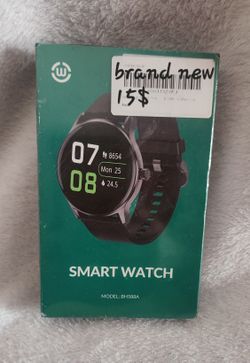 W
brand new
15$
07
8654
Mon 25
08
24.5
SMART WATCH